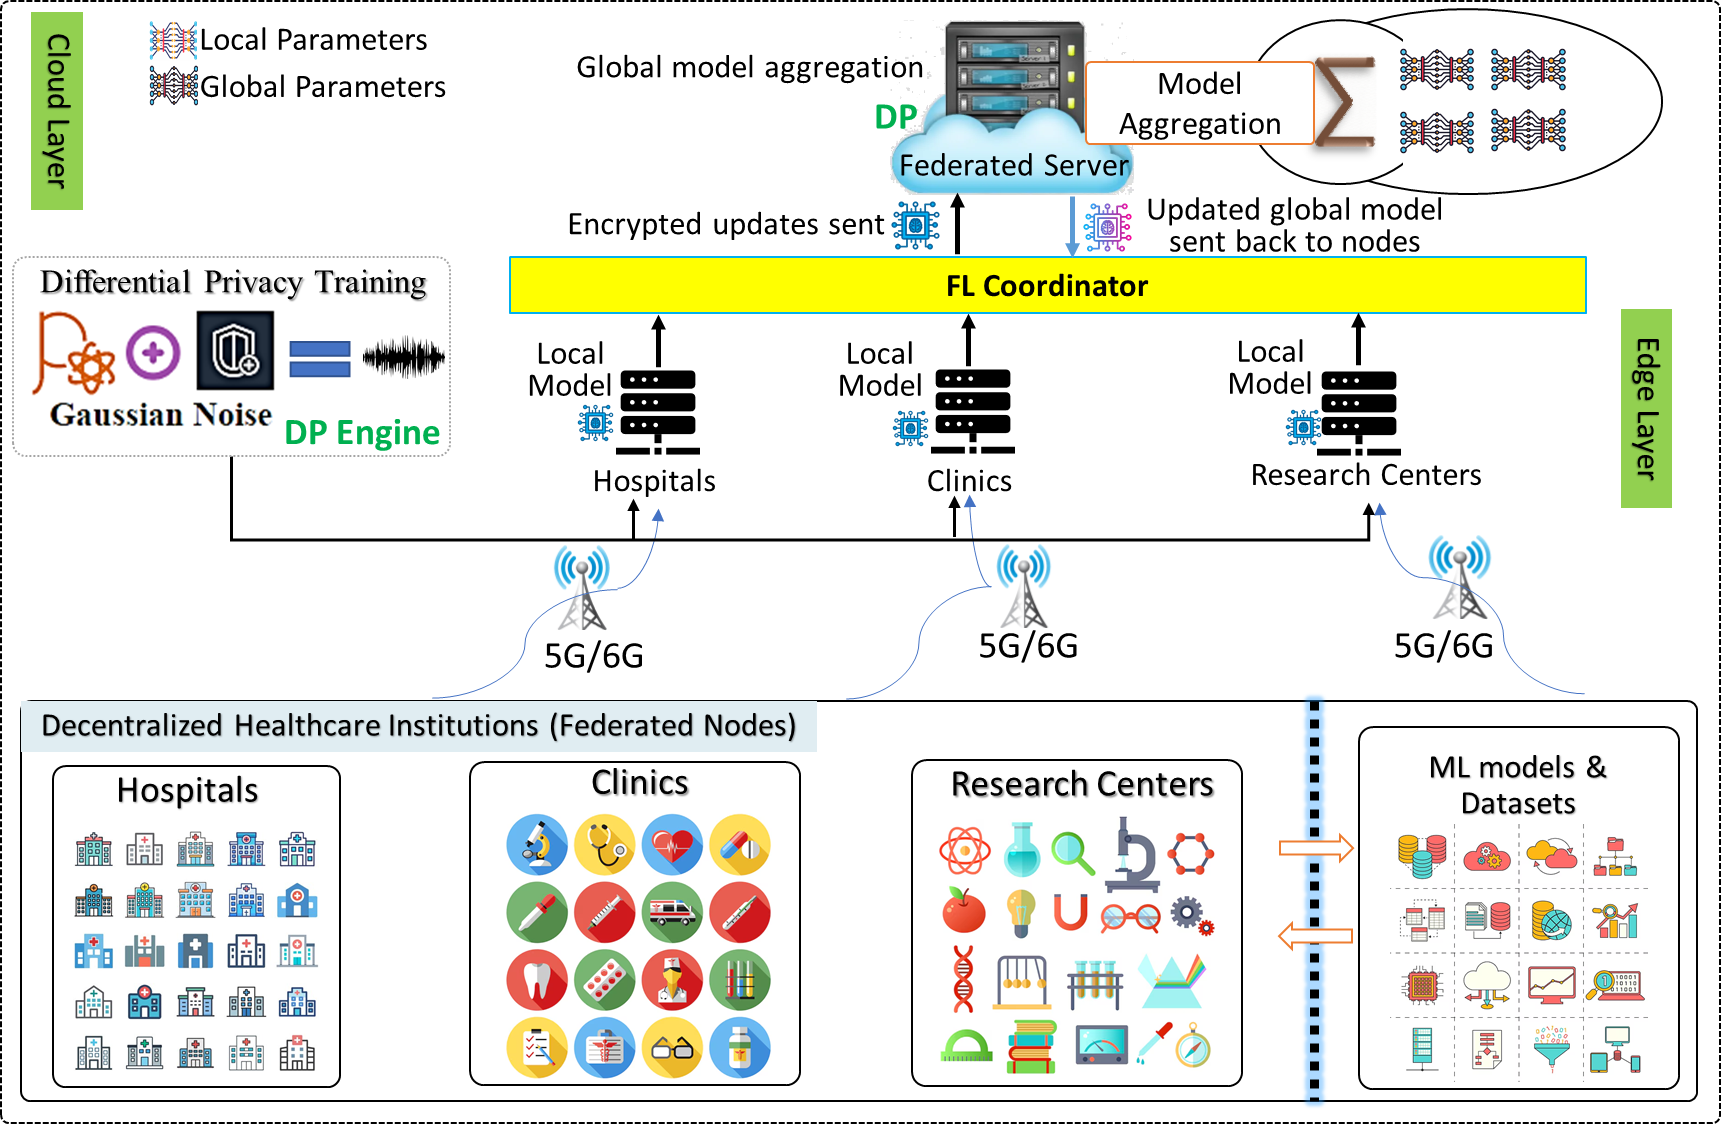 Cloud Layer
Local Parameters
Global Parameters
Global model aggregation
DP
Federated Server
Model
Aggregation
Encrypted updates sent
Updated global model
sent back to nodes
FL Coordinator
Differential Privacy Training
Gaussian Noise
DP Engine
Local
Model
Hospitals
Local
Model
Clinics
Local
Model
Research Centers
Edge Layer
5G/6G
5G/6G
5G/6G
Decentralized Healthcare Institutions (Federated Nodes)
Hospitals
Clinics
Research Centers
ML models &
Datasets